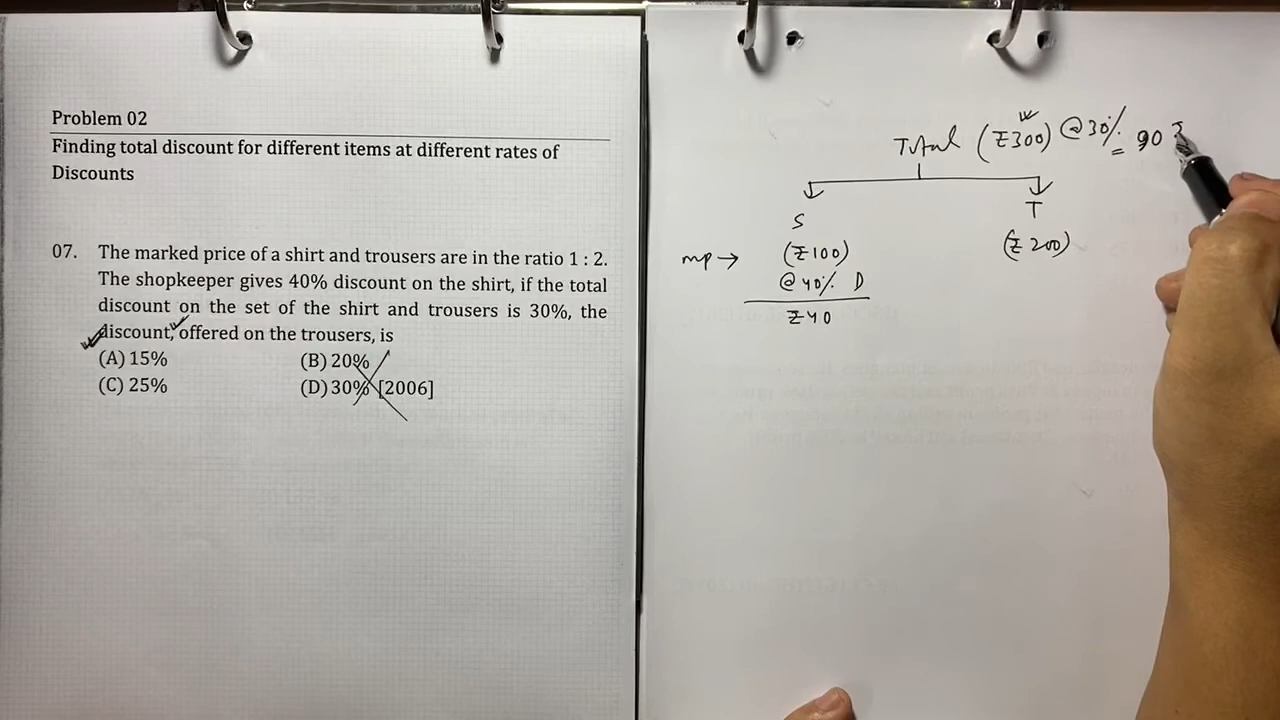 Problem 02
Finding total discount for different items at different rates of
Discounts
07. The marked price of a shirt and trousers are in the ratio 1 : 2.
The shopkeeper gives 40% discount on the shirt, if the total
discount on the set of the shirt and trousers is 30%, the
discount, offered on the trousers, is
(A) 15% (B) 20%
(C) 25% (D) 30% [2006]
Total (₹300) @30% 90
S T
mp → (₹100) (₹200)
@40% D
₹40